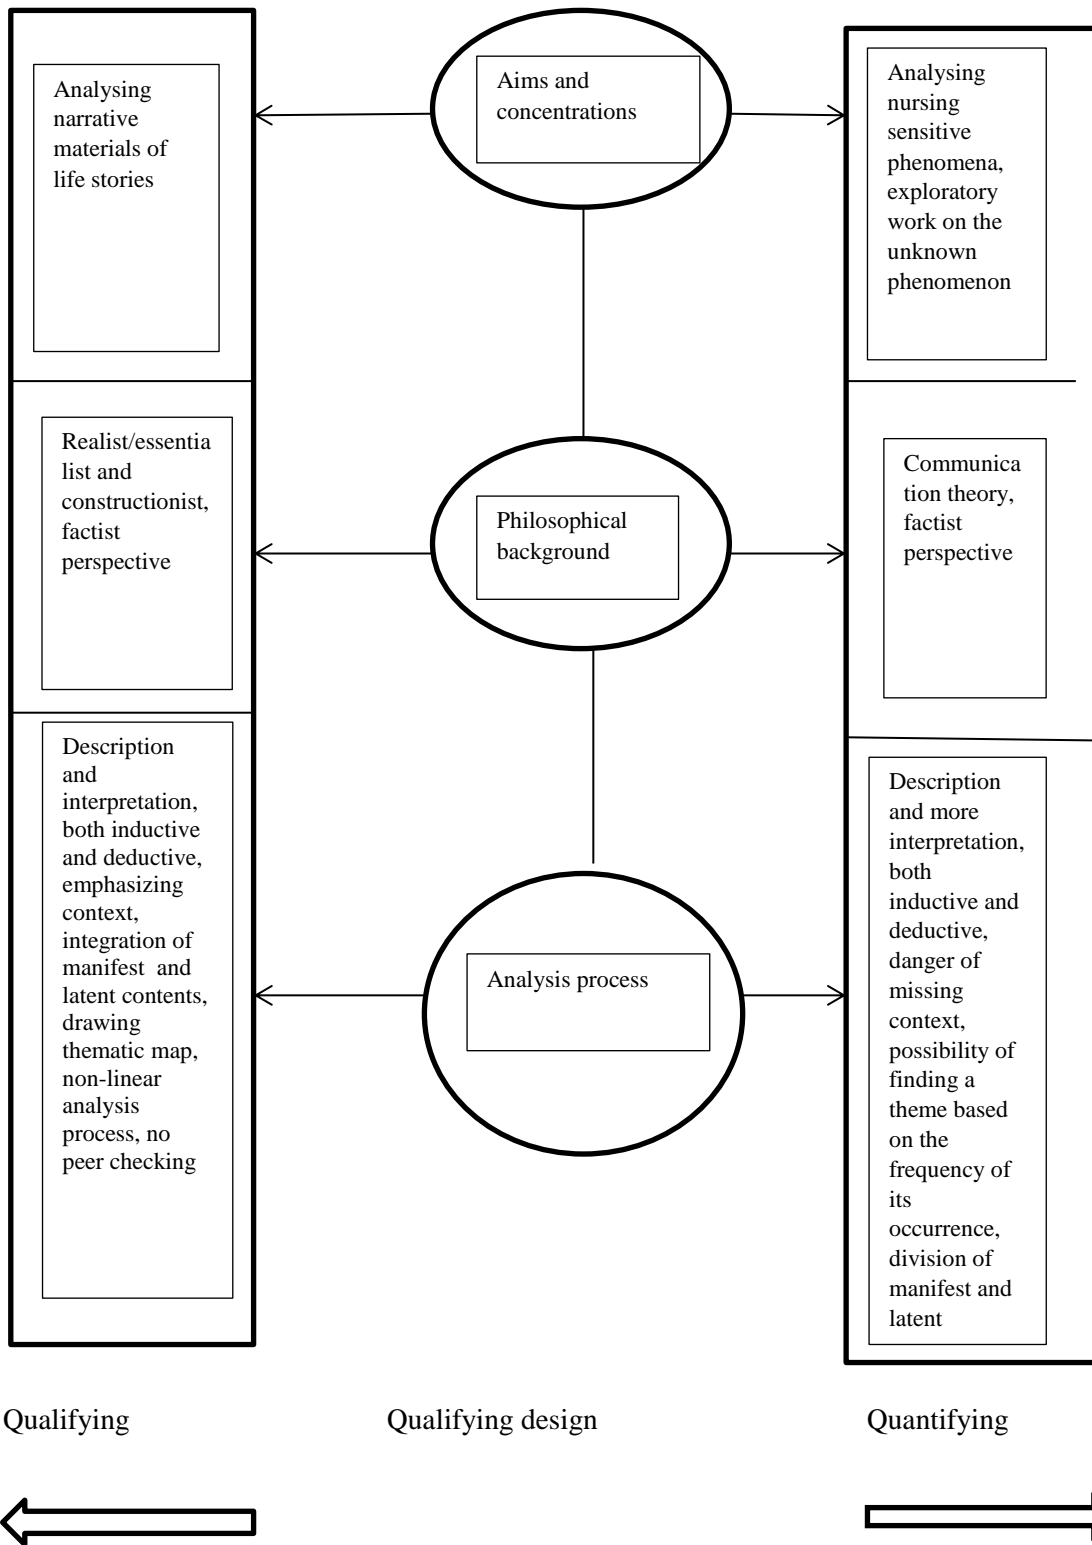 Analysing
narrative
materials of
life stories
Aims and
concentrations
Analysing
nursing
sensitive
phenomena,
exploratory
work on the
unknown
phenomenon
Realist/essentia
list and
constructionist,
factist
perspective
Philosophical
background
Communica
tion theory,
factist
perspective
Description
and
interpretation,
both inductive
and deductive,
emphasizing
context,
integration of
manifest and
latent contents,
drawing
thematic map,
non-linear
analysis
process, no
peer checking
Analysis process
Description
and more
interpretation,
both
inductive and
deductive,
danger of
missing
context,
possibility of
finding a
theme based
on the
frequency of
its
occurrence,
division of
manifest and
latent
Qualifying
Qualifying design
Quantifying